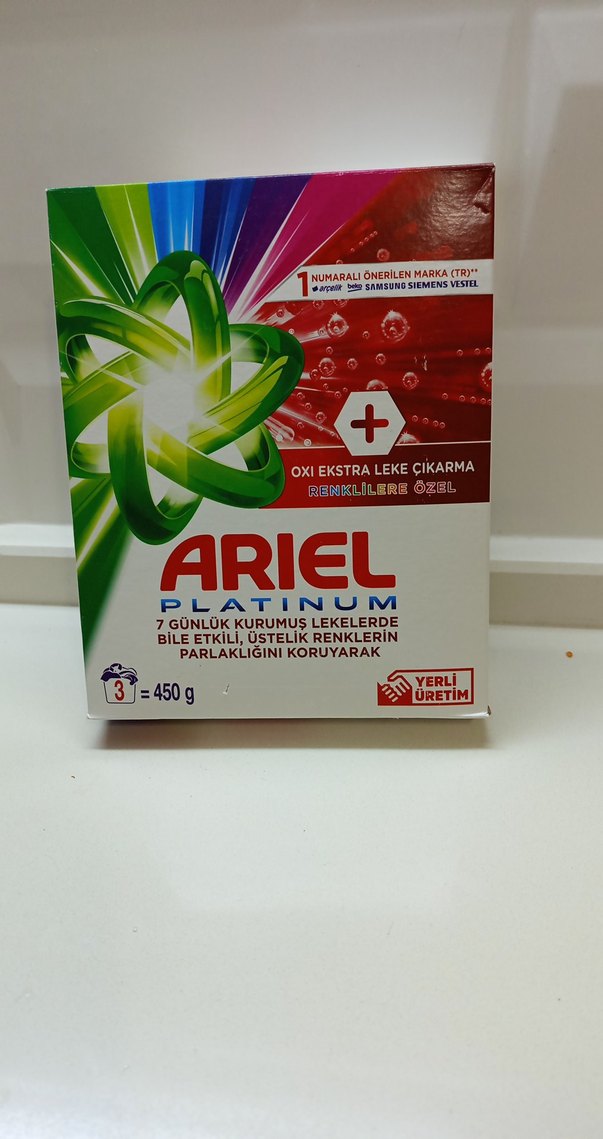 1 NUMARALI ÖNERİLEN MARKA (TR)**
arçelik beko SAMSUNG SIEMENS VESTEL
OXI EKSTRA LEKE ÇIKARMA
RENKLİLERE ÖZEL
ARIEL
PLATINUM
7 GÜNLÜK KURUMUŞ LEKELERDE
BİLE ETKİLİ, ÜSTELİK RENKLERİN
PARLAKLIĞINI KORUYARAK
3 = 450 g
YERLİ
ÜRETİM